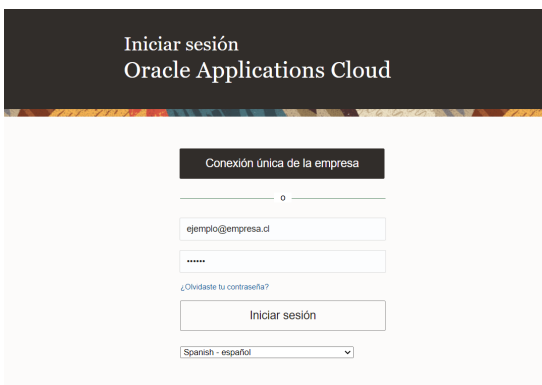 Iniciar sesión
Oracle Applications Cloud
Conexión única de la empresa
o
ejemplo@empresa.cl
••••••
¿Olvidaste tu contraseña?
Iniciar sesión
Spanish - español